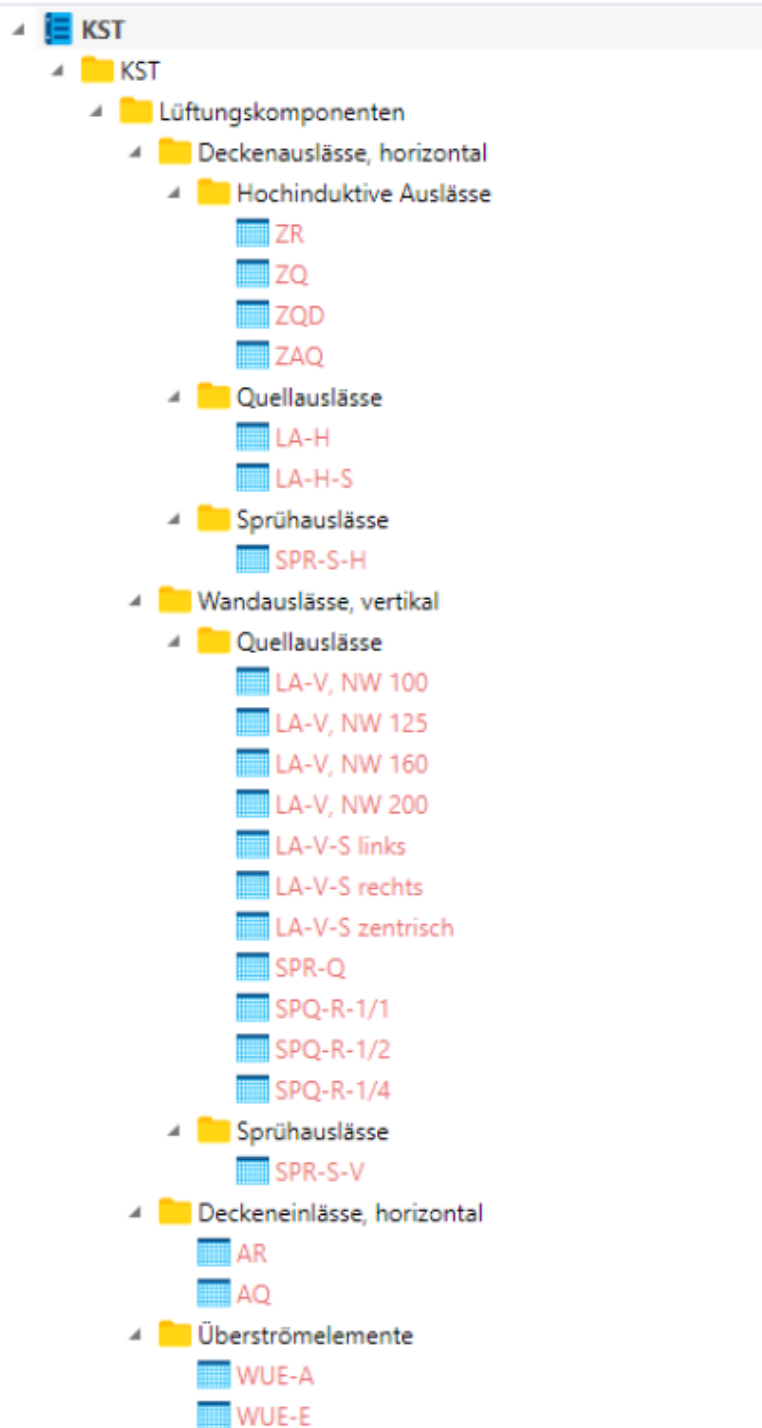 KST
KST
Lüftungskomponenten
Deckenauslässe, horizontal
Hochinduktive Auslässe
ZR
ZQ
ZQD
ZAQ
Quellauslässe
LA-H
LA-H-S
Sprühauslässe
SPR-S-H
Wandauslässe, vertikal
Quellauslässe
LA-V, NW 100
LA-V, NW 125
LA-V, NW 160
LA-V, NW 200
LA-V-S links
LA-V-S rechts
LA-V-S zentrisch
SPR-Q
SPQ-R-1/1
SPQ-R-1/2
SPQ-R-1/4
Sprühauslässe
SPR-S-V
Deckeneinlässe, horizontal
AR
AQ
Überströmelemente
WUE-A
WUE-E